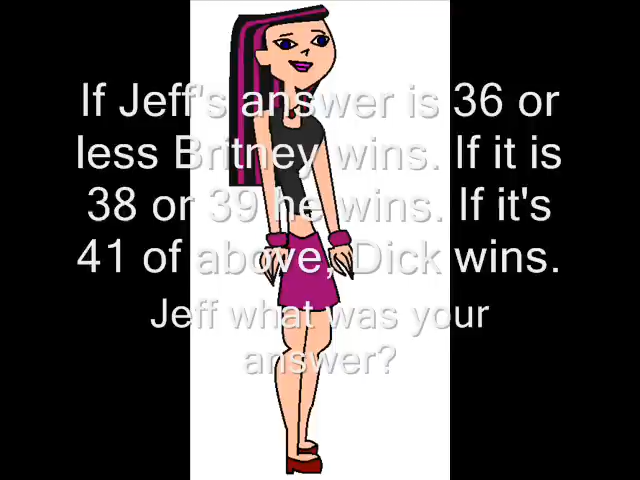 If Jeff's answer is 36 or
less Britney wins. If it is
38 or 39 he wins. If it's
41 of above, Dick wins.
Jeff what was your
answer?